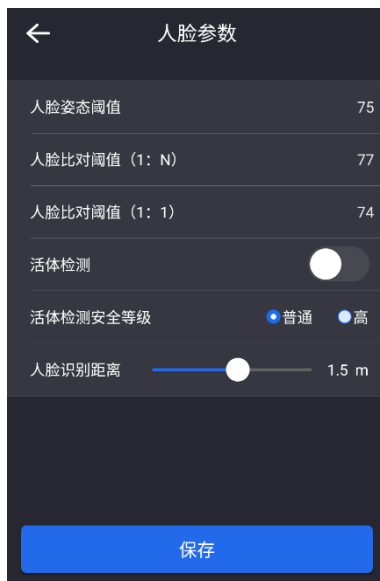 人脸参数
人脸姿态阈值 75
人脸比对阈值（1：N） 77
人脸比对阈值（1：1） 74
活体检测
活体检测安全等级 普通 高
人脸识别距离 1.5 m
保存